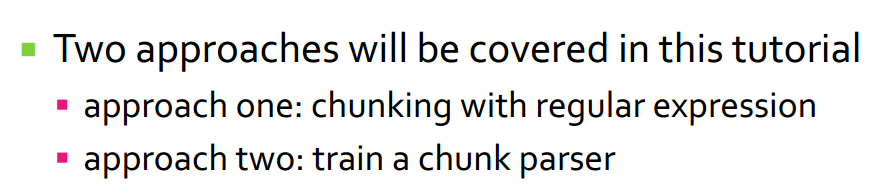 Two approaches will be covered in this tutorial
approach one: chunking with regular expression
approach two: train a chunk parser